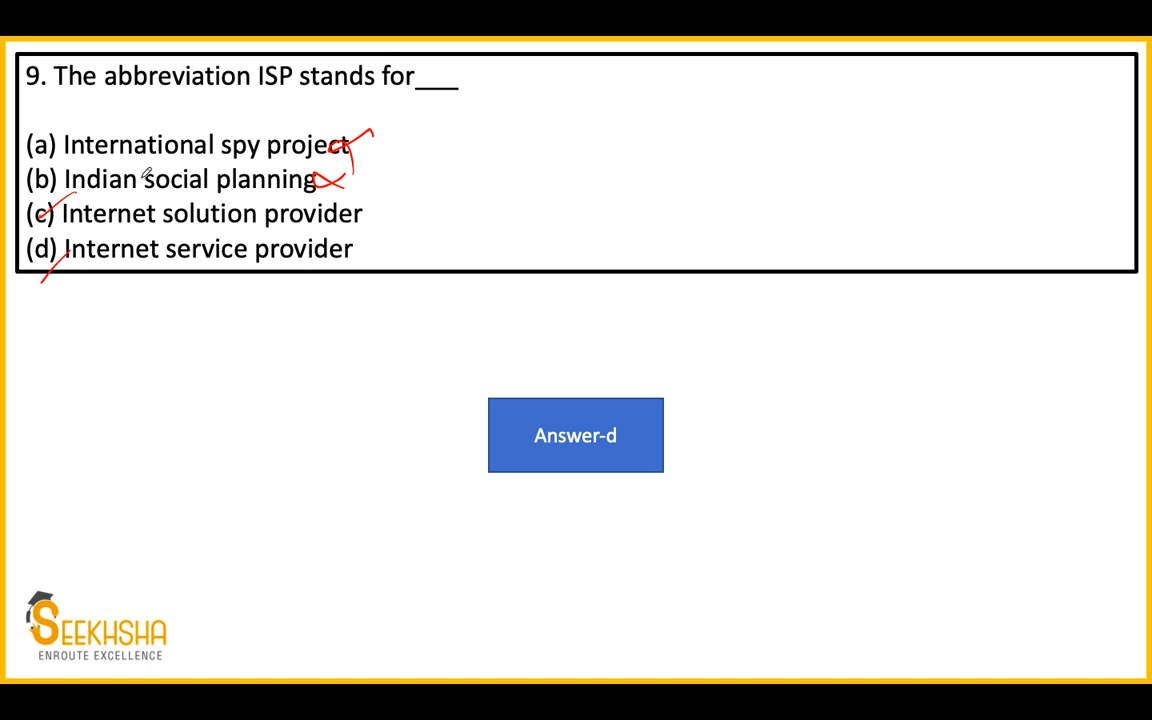 9. The abbreviation ISP stands for___
(a) International spy project
(b) Indian social planning
(c) Internet solution provider
(d) Internet service provider
Answer-d
SEEKHSHA
ENROUTE EXCELLENCE